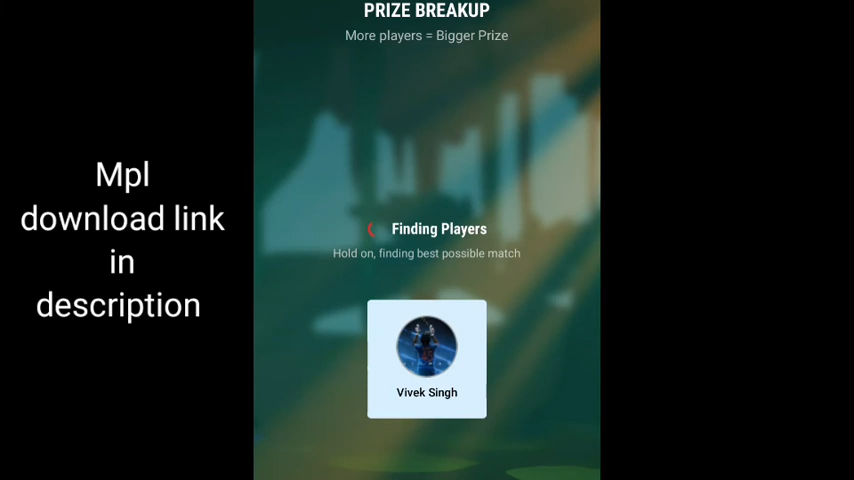 PRIZE BREAKUP
More players = Bigger Prize
Mpl
download link
in
description
Finding Players
Hold on, finding best possible match
Vivek Singh